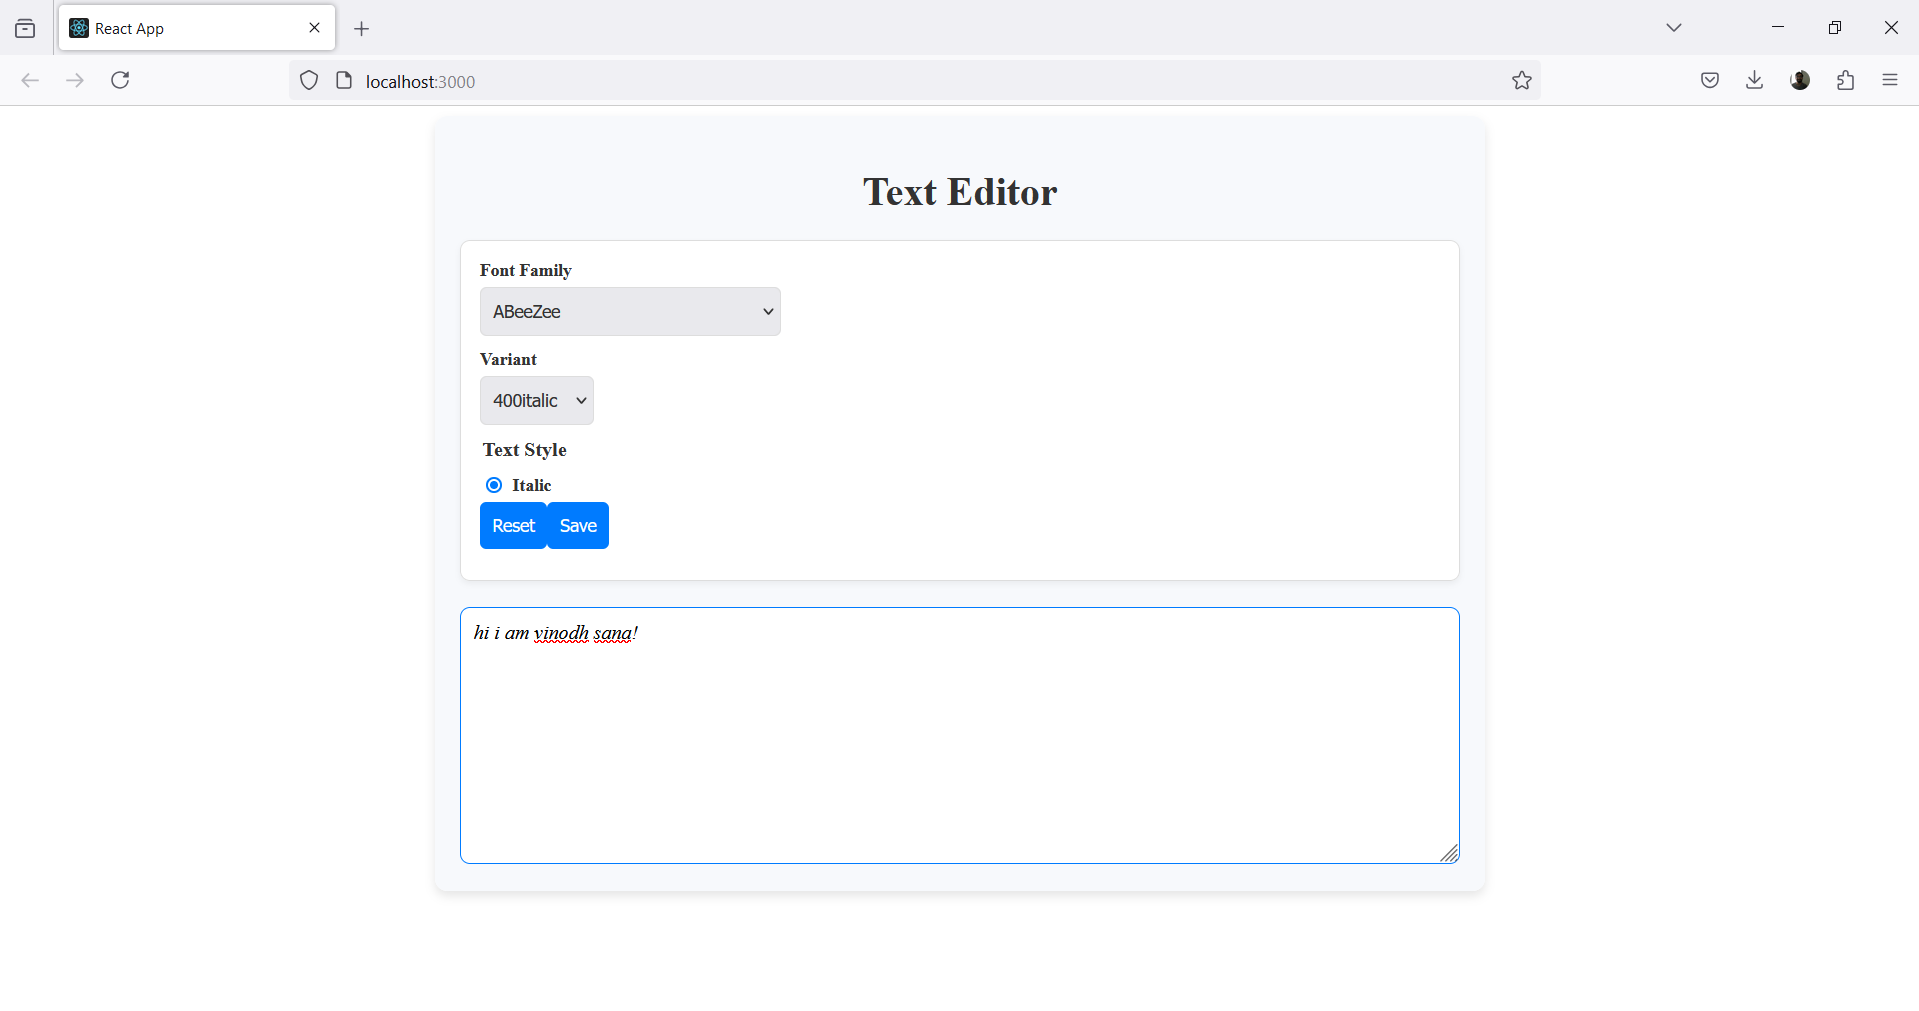 React App
localhost:3000
Text Editor
Font Family
ABeeZee
Variant
400italic
Text Style
Italic
Reset Save
hi i am vinodh sana!